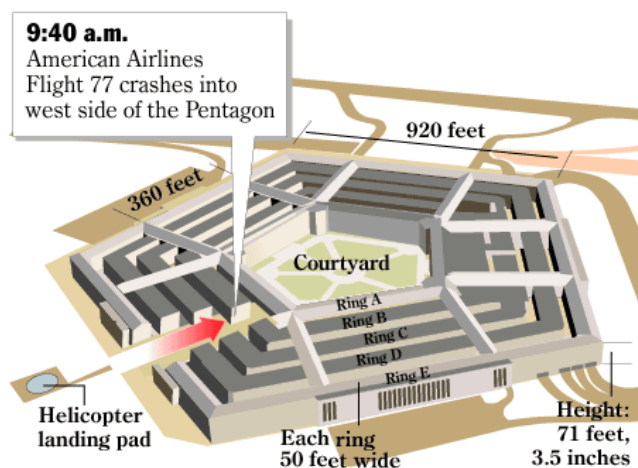 9:40 a.m.
American Airlines
Flight 77 crashes into
west side of the Pentagon
920 feet
360 feet
Courtyard
Ring A
Ring B
Ring C
Ring D
Ring E
Helicopter
landing pad
Each ring
50 feet wide
Height:
71 feet,
3.5 inches